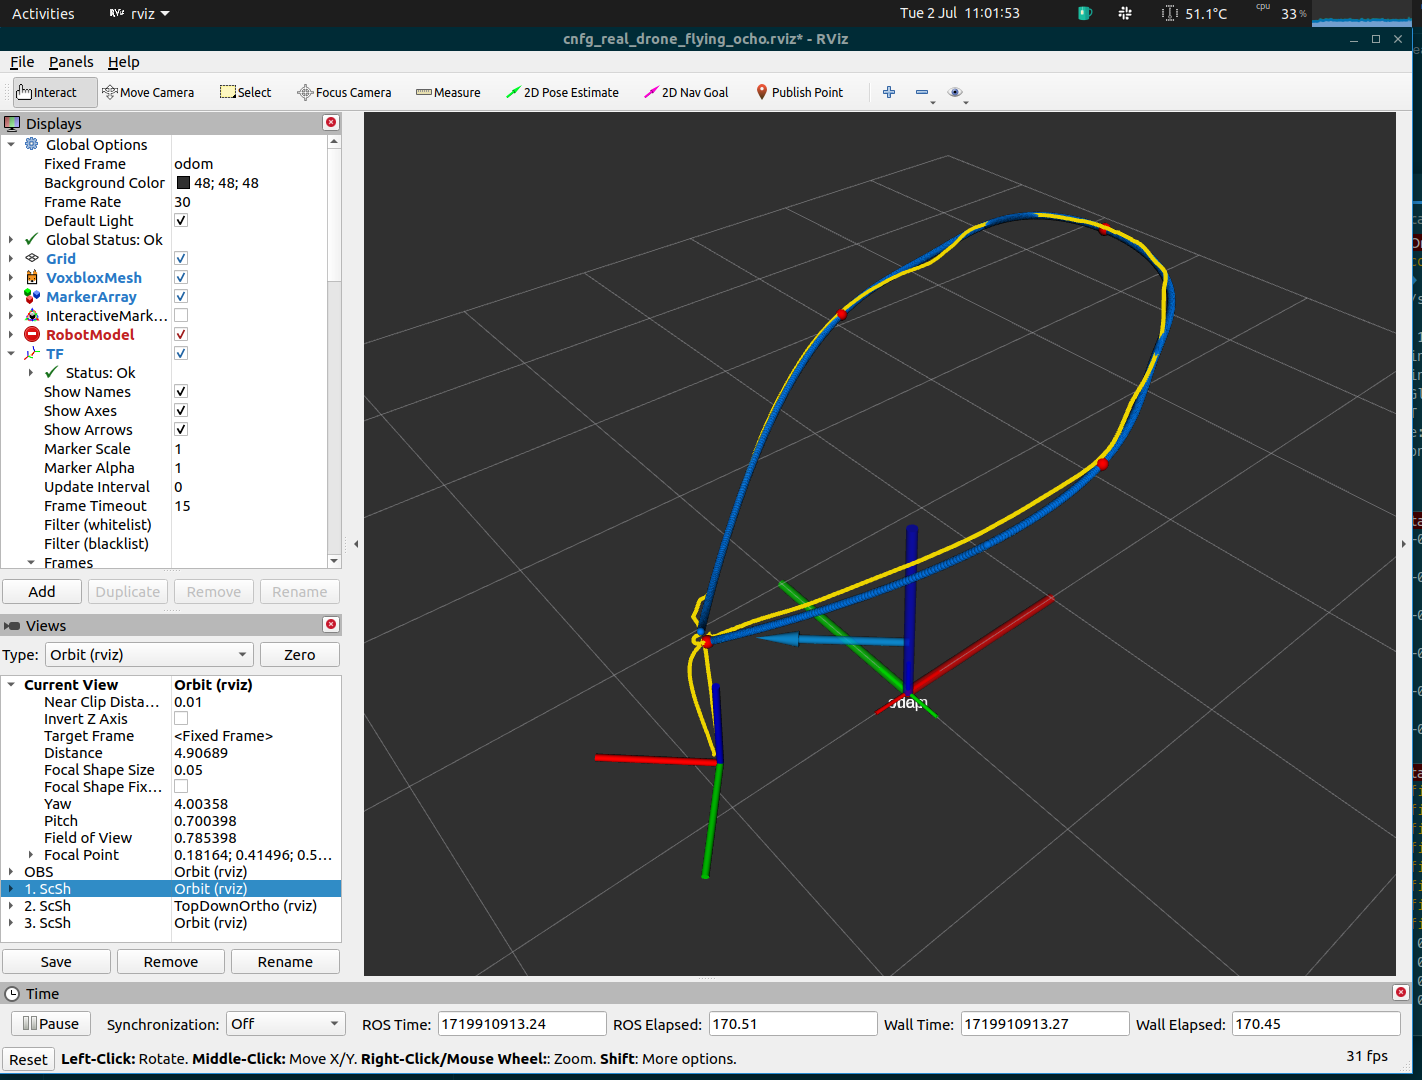 Activities
RViz rviz
Tue 2 Jul 11:01:53
51.1°C
cpu
33 %
cnfg_real_drone_flying_ocho.rviz* - RViz
File Panels Help
Interact Move Camera Select Focus Camera Measure 2D Pose Estimate 2D Nav Goal Publish Point
Displays
Global Options
Fixed Frame odom
Background Color 48; 48; 48
Frame Rate 30
Default Light
Global Status: Ok
Grid
VoxbloxMesh
MarkerArray
InteractiveMark...
RobotModel
TF
Status: Ok
Show Names
Show Axes
Show Arrows
Marker Scale 1
Marker Alpha 1
Update Interval 0
Frame Timeout 15
Filter (whitelist)
Filter (blacklist)
Frames
Add Duplicate Remove Rename
Views
Type: Orbit (rviz) Zero
Current View Orbit (rviz)
Near Clip Dista... 0.01
Invert Z Axis
Target Frame <Fixed Frame>
Distance 4.90689
Focal Shape Size 0.05
Focal Shape Fix...
Yaw 4.00358
Pitch 0.700398
Field of View 0.785398
Focal Point 0.18164; 0.41496; 0.5...
OBS Orbit (rviz)
1. ScSh Orbit (rviz)
2. ScSh TopDownOrtho (rviz)
3. ScSh Orbit (rviz)
Save Remove Rename
Time
Pause Synchronization: Off ROS Time: 1719910913.24 ROS Elapsed: 170.51 Wall Time: 1719910913.27 Wall Elapsed: 170.45
Reset Left-Click: Rotate. Middle-Click: Move X/Y. Right-Click/Mouse Wheel:: Zoom. Shift: More options.
31 fps